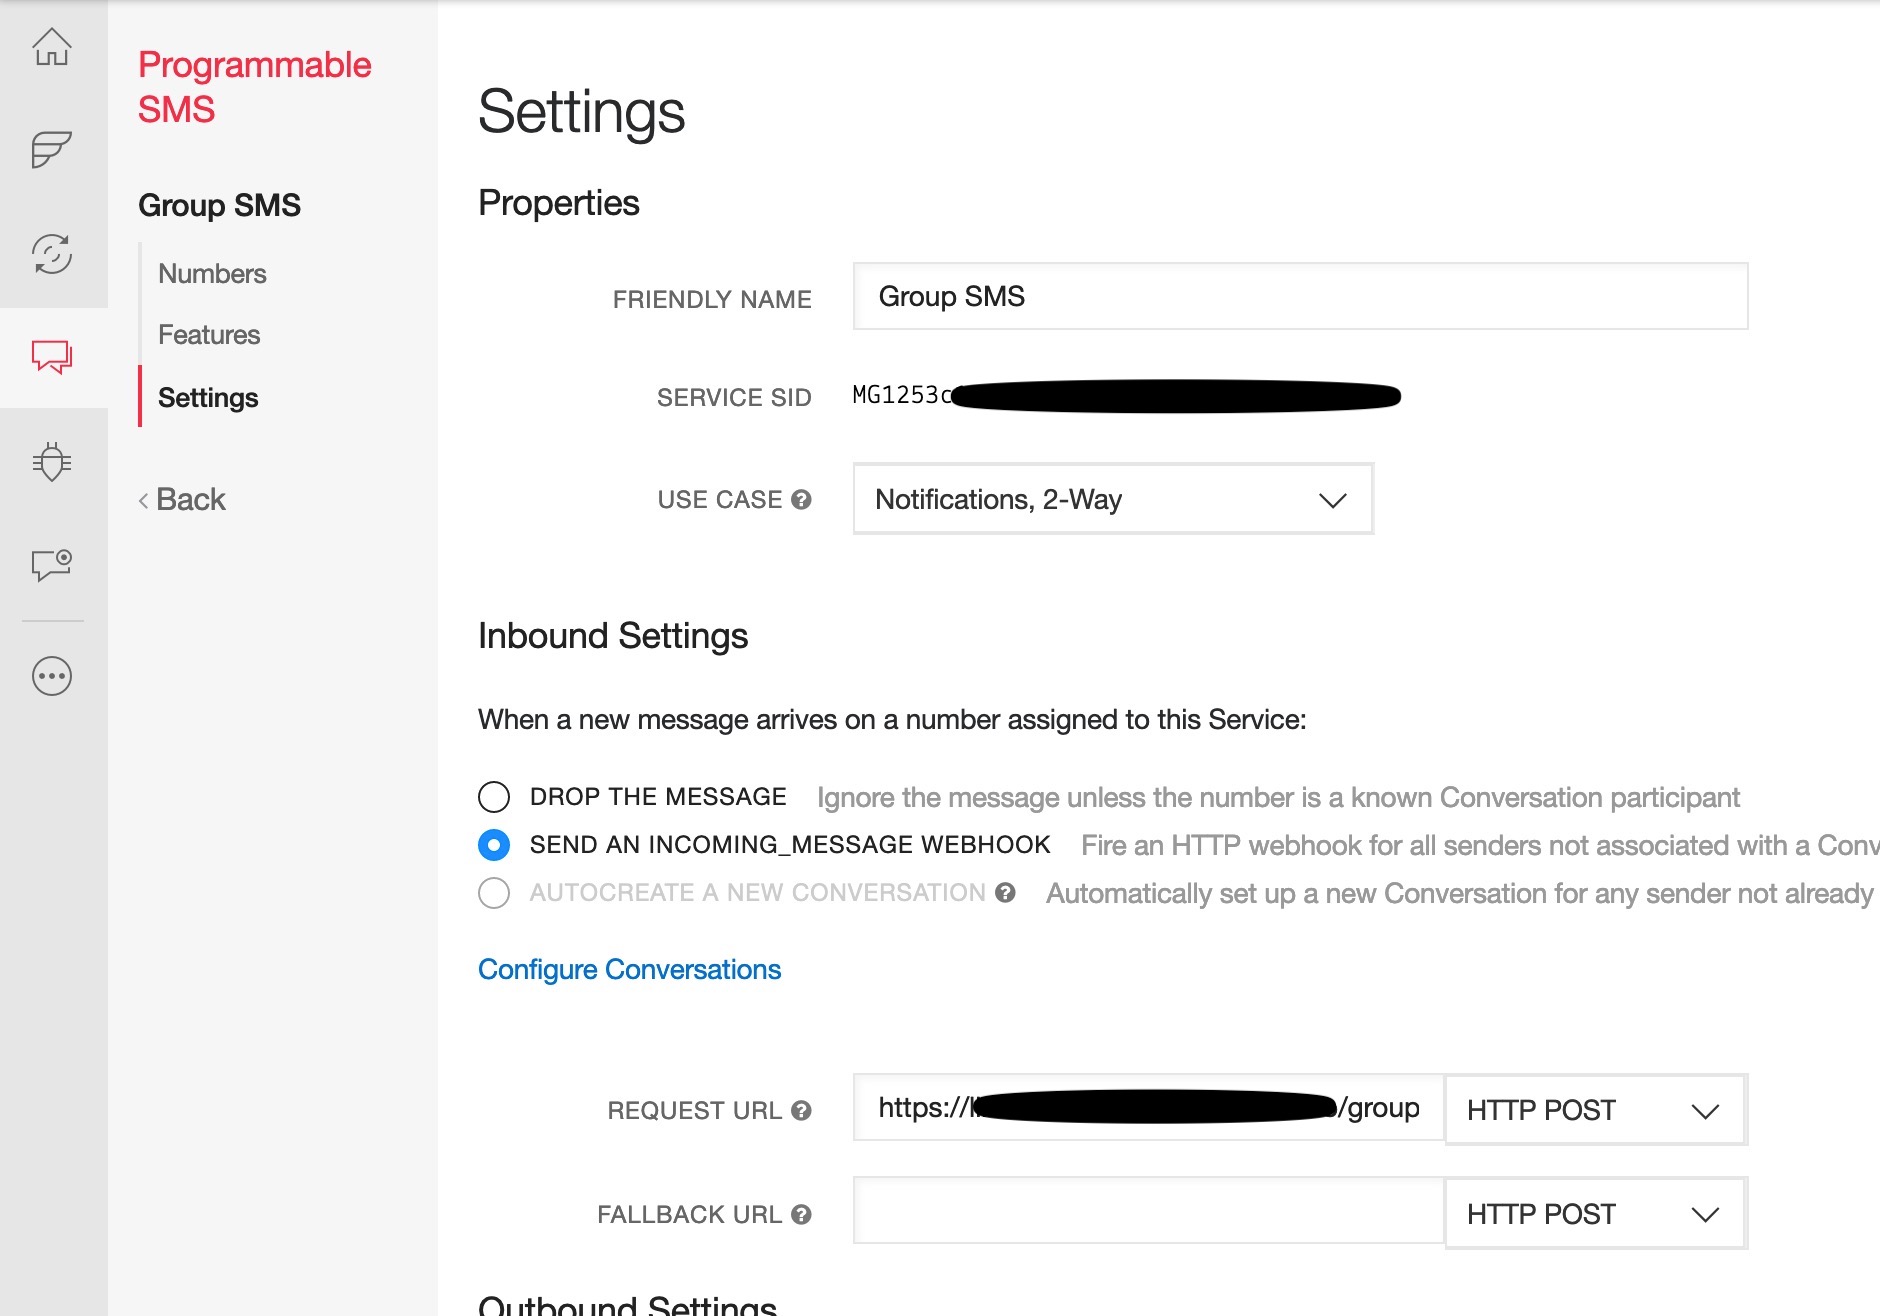 Programmable
SMS
Group SMS
Numbers
Features
Settings
< Back
Settings
Properties
FRIENDLY NAME Group SMS
SERVICE SID MG1253c
USE CASE ? Notifications, 2-Way
Inbound Settings
When a new message arrives on a number assigned to this Service:
DROP THE MESSAGE Ignore the message unless the number is a known Conversation participant
SEND AN INCOMING_MESSAGE WEBHOOK Fire an HTTP webhook for all senders not associated with a Conv
AUTOCREATE A NEW CONVERSATION ? Automatically set up a new Conversation for any sender not already
Configure Conversations
REQUEST URL ? https:// /group HTTP POST
FALLBACK URL ? HTTP POST
Outbound Settings